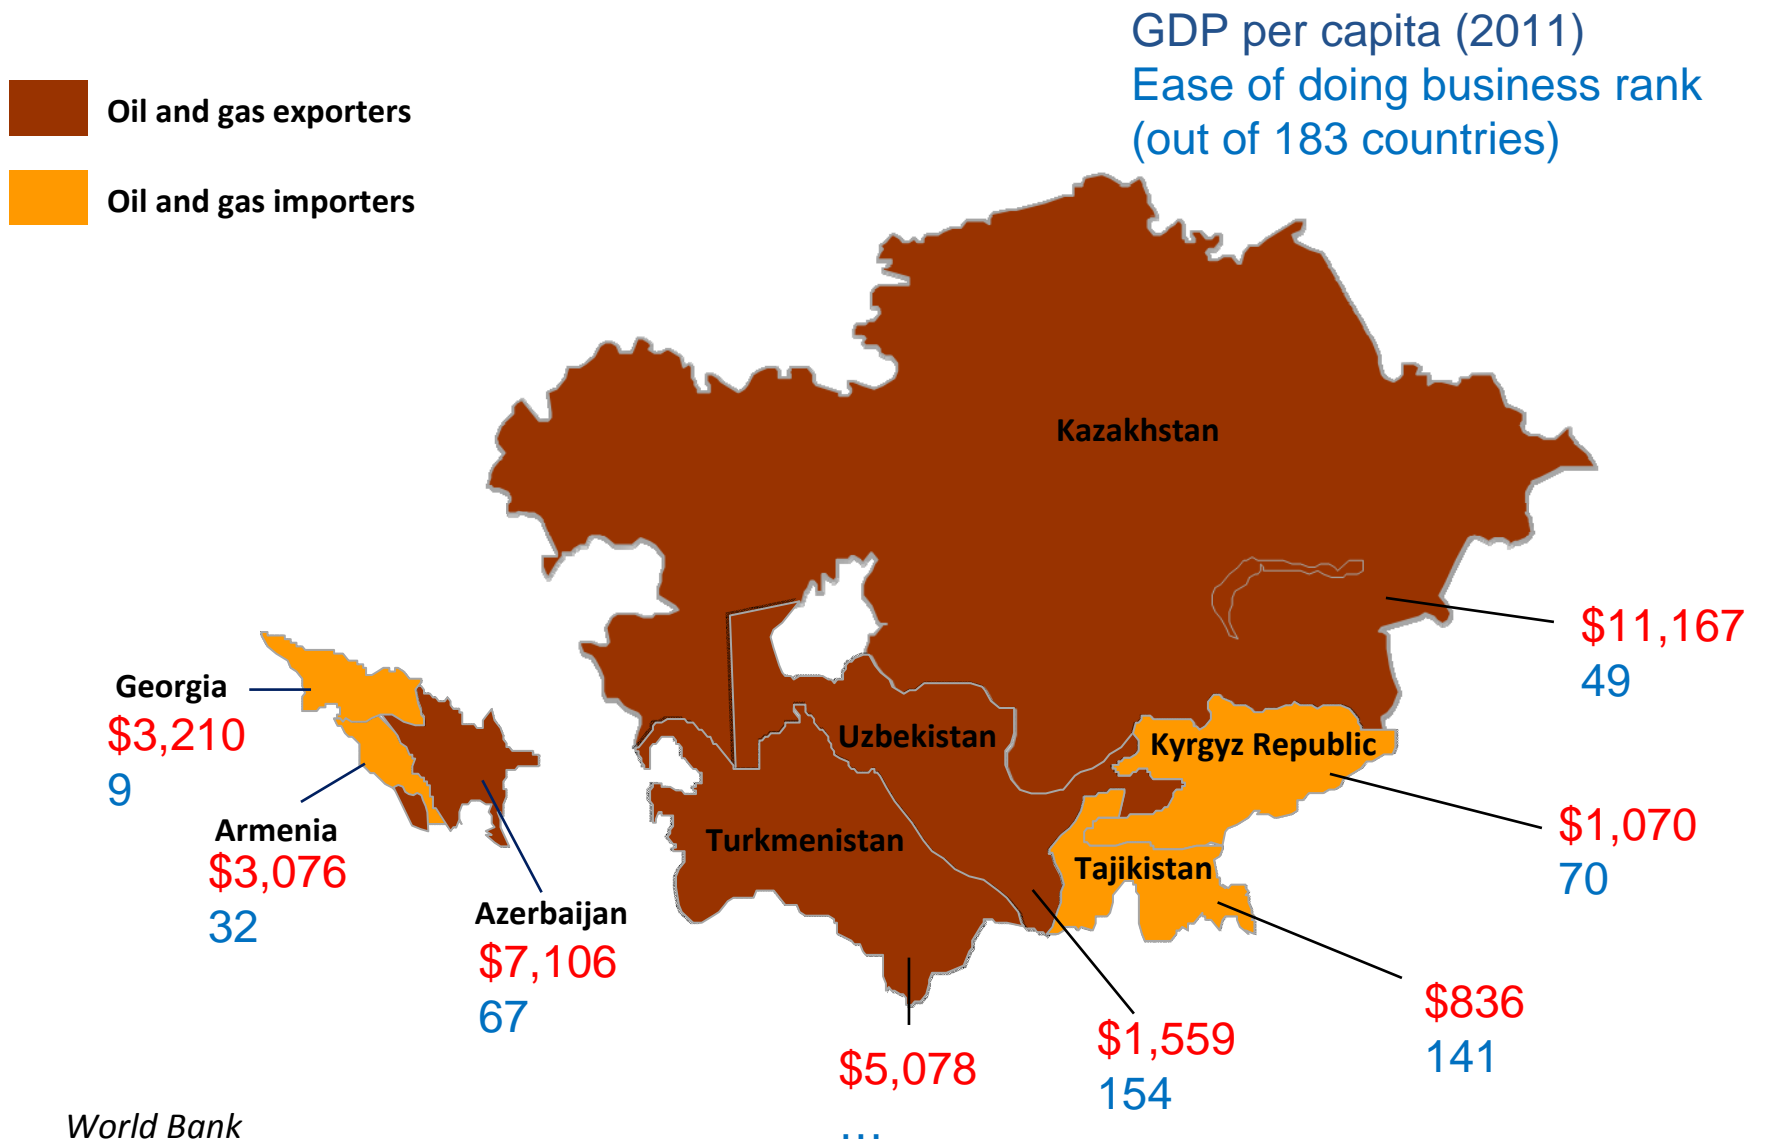 GDP per capita (2011)
Ease of doing business rank
(out of 183 countries)
Oil and gas exporters
Oil and gas importers
Kazakhstan
$11,167
49
Georgia
$3,210
9
Uzbekistan
Kyrgyz Republic
$1,070
70
Armenia
$3,076
32
Turkmenistan
Tajikistan
Azerbaijan
$7,106
67
$836
141
$1,559
154
$5,078
...
World Bank